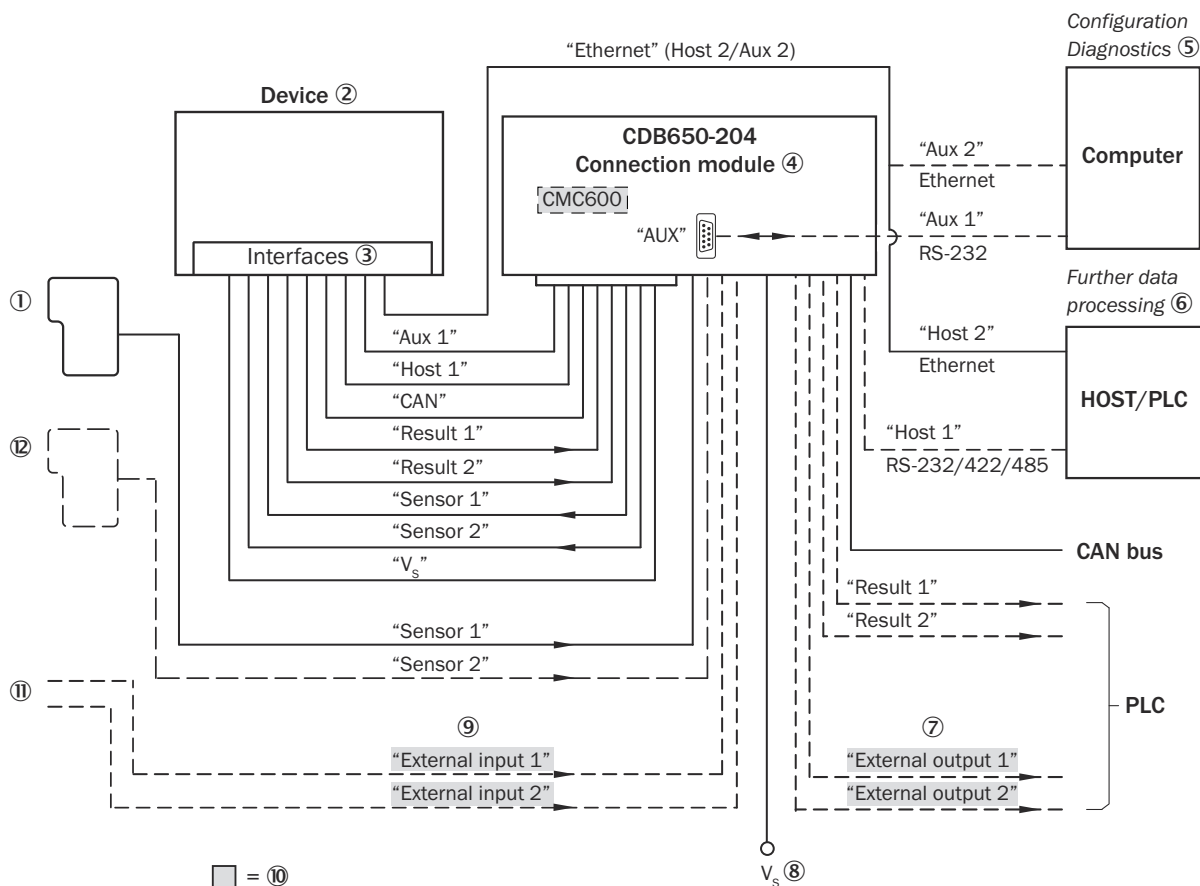 Configuration
Diagnostics ⑤
“Ethernet” (Host 2/Aux 2)
Device ②
CDB650-204
Connection module ④
CMC600
“AUX”
Interfaces ③
“Aux 2”
Ethernet
Computer
“Aux 1”
RS-232
Further data
processing ⑥
①
“Aux 1”
“Host 1”
“CAN”
“Result 1”
“Result 2”
“Sensor 1”
“Sensor 2”
“Vs”
“Host 2”
Ethernet
HOST/PLC
“Host 1”
RS-232/422/485
⑫
CAN bus
“Result 1”
“Result 2”
“Sensor 1”
“Sensor 2”
⑪
PLC
⑨
⑦
“External input 1”
“External input 2”
“External output 1”
“External output 2”
= ⑩
Vs ⑧